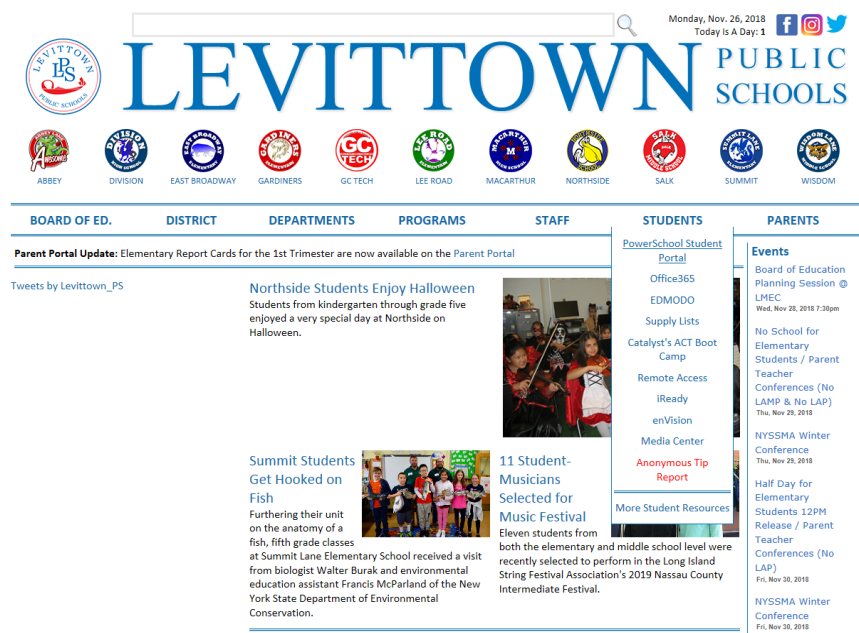 Monday, Nov. 26, 2018
Today Is A Day: 1
LEVITTOWN
LPS
PUBLIC SCHOOLS
LEVITTOWN
PUBLIC
SCHOOLS
ABBEY
DIVISION
EAST BROADWAY
GARDINERS
GC TECH
LEE ROAD
MACARTHUR
NORTHSIDE
SALK
SUMMIT
WISDOM
BOARD OF ED.
DISTRICT
DEPARTMENTS
PROGRAMS
STAFF
STUDENTS
PARENTS
Parent Portal Update: Elementary Report Cards for the 1st Trimester are now available on the Parent Portal
Tweets by Levittown_PS
Northside Students Enjoy Halloween
Students from kindergarten through grade five
enjoyed a very special day at Northside on
Halloween.
Summit Students
Get Hooked on
Fish
Furthering their unit
on the anatomy of a
fish, fifth grade classes
at Summit Lane Elementary School received a visit
from biologist Walter Burak and environmental
education assistant Francis McParland of the New
York State Department of Environmental
Conservation.
11 Student-
Musicians
Selected for
Music Festival
Eleven students from
both the elementary and middle school level were
recently selected to perform in the Long Island
String Festival Association's 2019 Nassau County
Intermediate Festival.
PowerSchool Student
Portal
Office365
EDMODO
Supply Lists
Catalyst's ACT Boot
Camp
Remote Access
iReady
enVision
Media Center
Anonymous Tip
Report
More Student Resources
Events
Board of Education
Planning Session @
LMEC
Wed, Nov 28, 2018 7:30pm
No School for
Elementary
Students / Parent
Teacher
Conferences (No
LAMP & No LAP)
Thu, Nov 29, 2018
NYSSMA Winter
Conference
Thu, Nov 29, 2018
Half Day for
Elementary
Students 12PM
Release / Parent
Teacher
Conferences (No
LAP)
Fri, Nov 30, 2018
NYSSMA Winter
Conference
Fri, Nov 30, 2018